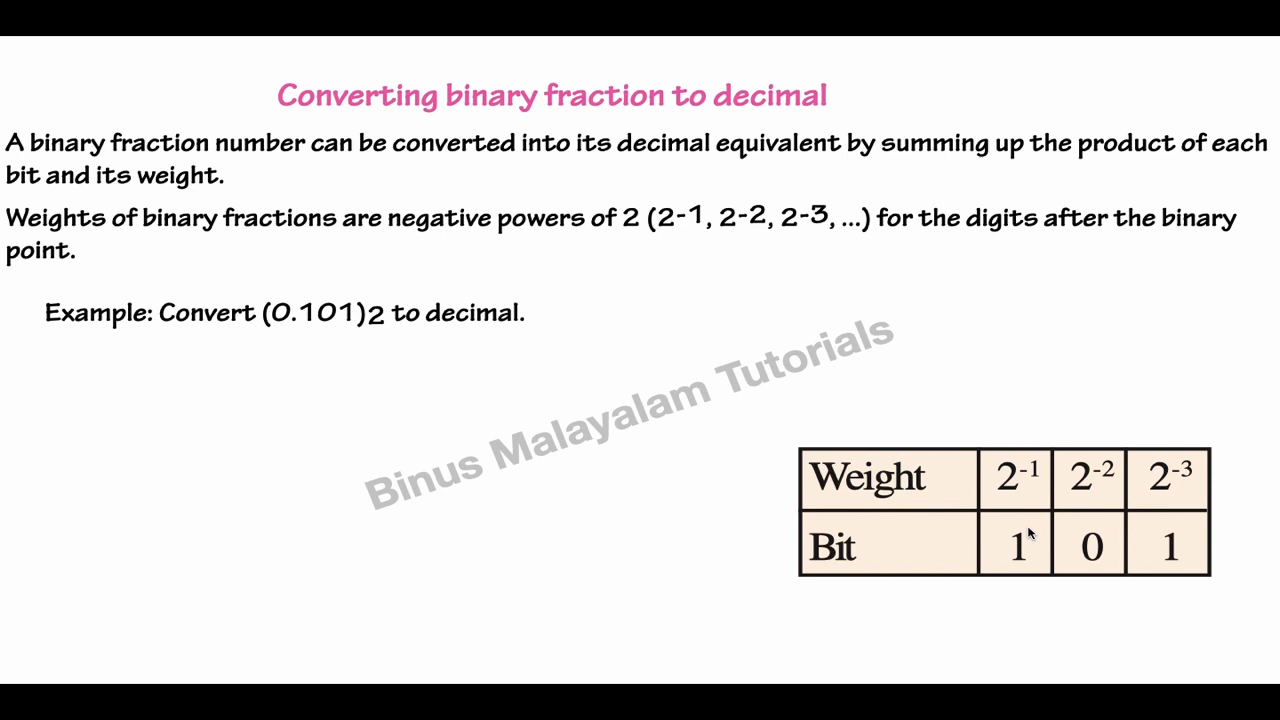 Converting binary fraction to decimal
A binary fraction number can be converted into its decimal equivalent by summing up the product of each
bit and its weight.
Weights of binary fractions are negative powers of 2 (2-1, 2-2, 2-3, ...) for the digits after the binary
point.
Example: Convert (0.101)2 to decimal.
Binus Malayalam Tutorials
Weight 2-1 2-2 2-3
Bit 1 0 1